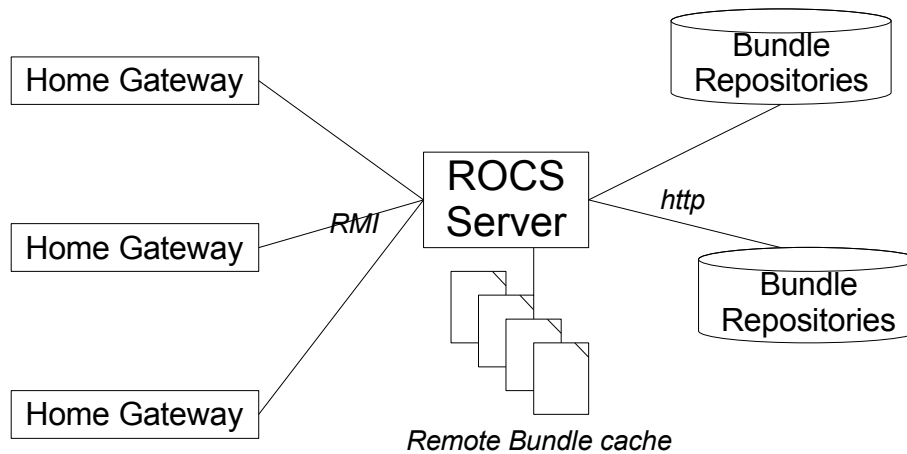 Home Gateway
Home Gateway
Home Gateway
RMI
ROCS
Server
http
Bundle
Repositories
Bundle
Repositories
Remote Bundle cache